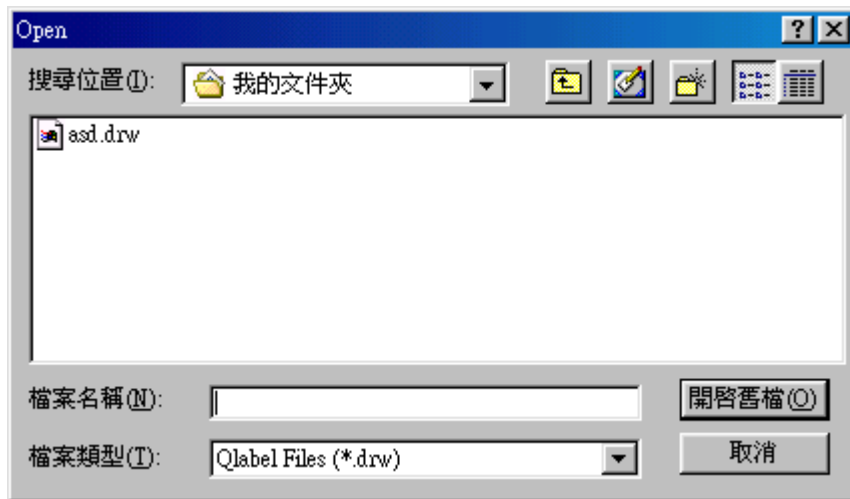 Open
搜尋位置(I):
我的文件夾
asd.drw
檔案名稱(N):
開啓舊檔(O)
檔案類型(T):
Qlabel Files (*.drw)
取消